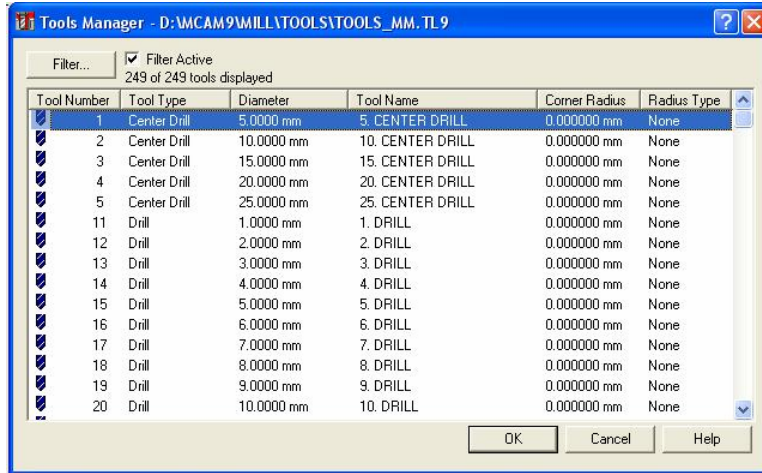 Tools Manager - D:\MCAM9\MILL\TOOLS\TOOLS_MM.TL9
Filter...
Filter Active
249 of 249 tools displayed
Tool Number Tool Type Diameter Tool Name Corner Radius Radius Type
1 Center Drill 5.0000 mm 5. CENTER DRILL 0.000000 mm None
2 Center Drill 10.0000 mm 10. CENTER DRILL 0.000000 mm None
3 Center Drill 15.0000 mm 15. CENTER DRILL 0.000000 mm None
4 Center Drill 20.0000 mm 20. CENTER DRILL 0.000000 mm None
5 Center Drill 25.0000 mm 25. CENTER DRILL 0.000000 mm None
11 Drill 1.0000 mm 1. DRILL 0.000000 mm None
12 Drill 2.0000 mm 2. DRILL 0.000000 mm None
13 Drill 3.0000 mm 3. DRILL 0.000000 mm None
14 Drill 4.0000 mm 4. DRILL 0.000000 mm None
15 Drill 5.0000 mm 5. DRILL 0.000000 mm None
16 Drill 6.0000 mm 6. DRILL 0.000000 mm None
17 Drill 7.0000 mm 7. DRILL 0.000000 mm None
18 Drill 8.0000 mm 8. DRILL 0.000000 mm None
19 Drill 9.0000 mm 9. DRILL 0.000000 mm None
20 Drill 10.0000 mm 10. DRILL 0.000000 mm None
OK Cancel Help